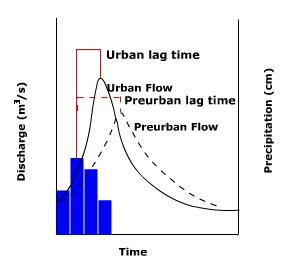 Urban lag time
Urban Flow
Preurban lag time
Preurban Flow
Discharge (m³/s)
Precipitation (cm)
Time